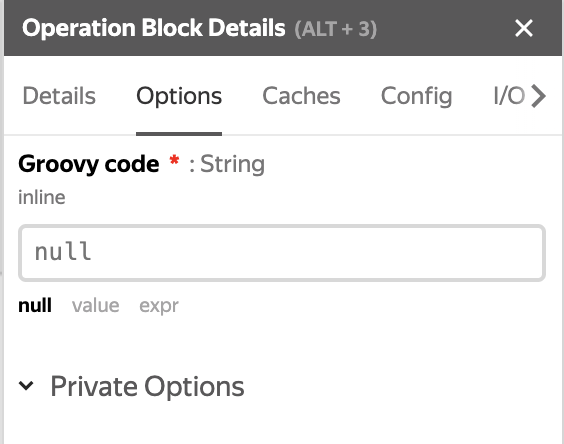 Operation Block Details (ALT + 3) ×
Details Options Caches Config I/O
Groovy code * : String
inline
null
null value expr
Private Options